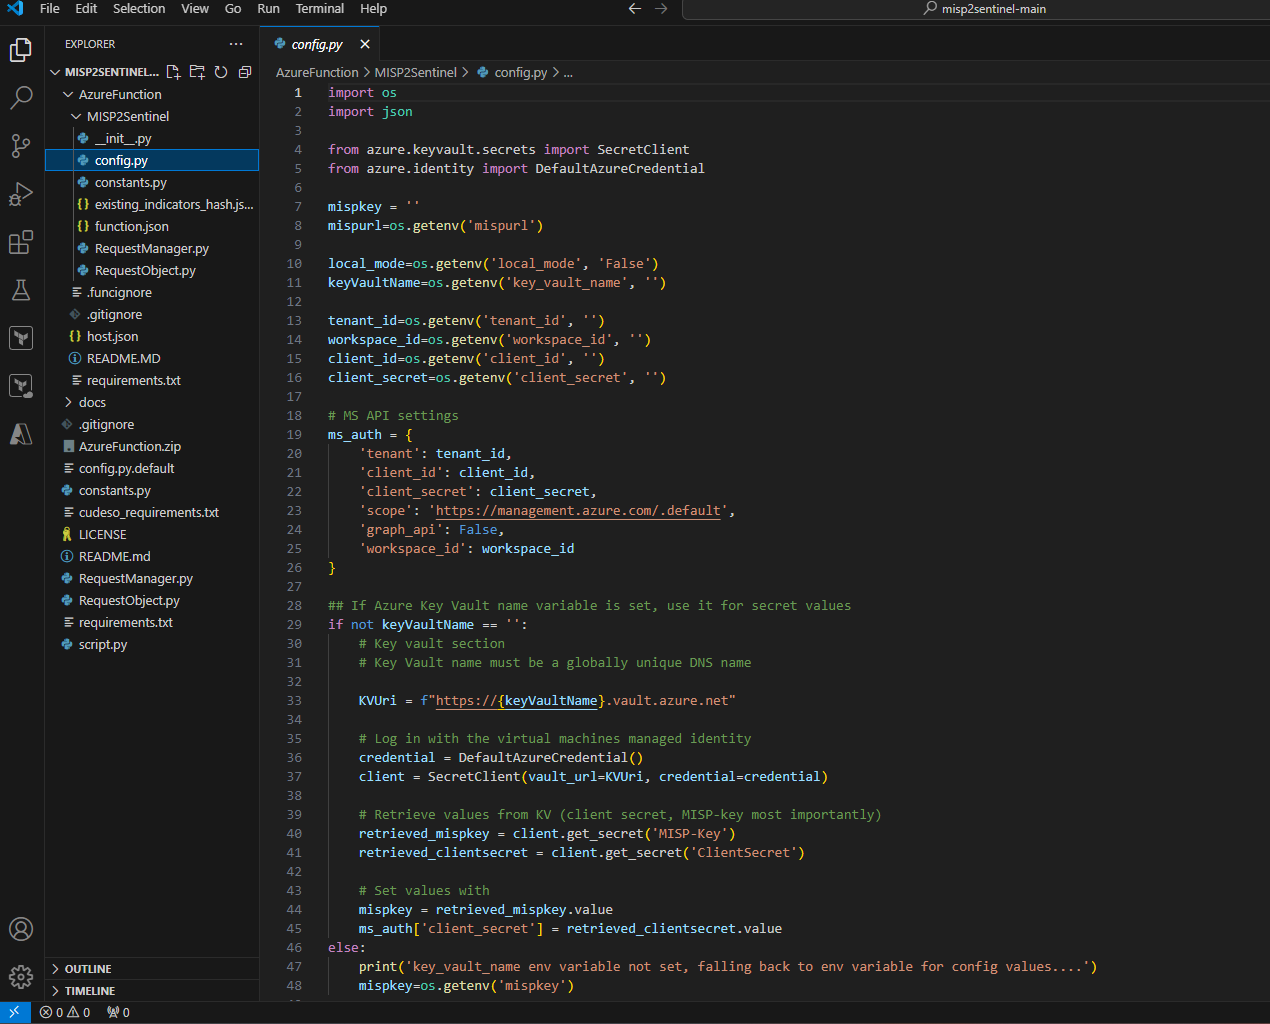 File Edit Selection View Go Run Terminal Help
misp2sentinel-main
EXPLORER
MISP2SENTINEL...
AzureFunction
MISP2Sentinel
__init__.py
config.py
constants.py
existing_indicators_hash.js...
function.json
RequestManager.py
RequestObject.py
.funcignore
.gitignore
host.json
README.MD
requirements.txt
docs
.gitignore
AzureFunction.zip
config.py.default
constants.py
cudeso_requirements.txt
LICENSE
README.md
RequestManager.py
RequestObject.py
requirements.txt
script.py
OUTLINE
TIMELINE
config.py
AzureFunction > MISP2Sentinel > config.py > ...
1 import os
2 import json
3
4 from azure.keyvault.secrets import SecretClient
5 from azure.identity import DefaultAzureCredential
6
7 mispkey = ''
8 mispurl=os.getenv('mispurl')
9
10 local_mode=os.getenv('local_mode', 'False')
11 keyVaultName=os.getenv('key_vault_name', '')
12
13 tenant_id=os.getenv('tenant_id', '')
14 workspace_id=os.getenv('workspace_id', '')
15 client_id=os.getenv('client_id', '')
16 client_secret=os.getenv('client_secret', '')
17
18 # MS API settings
19 ms_auth = {
20     'tenant': tenant_id,
21     'client_id': client_id,
22     'client_secret': client_secret,
23     'scope': 'https://management.azure.com/.default',
24     'graph_api': False,
25     'workspace_id': workspace_id
26 }
27
28 ## If Azure Key Vault name variable is set, use it for secret values
29 if not keyVaultName == '':
30     # Key vault section
31     # Key Vault name must be a globally unique DNS name
32
33     KVUri = f"https://{keyVaultName}.vault.azure.net"
34
35     # Log in with the virtual machines managed identity
36     credential = DefaultAzureCredential()
37     client = SecretClient(vault_url=KVUri, credential=credential)
38
39     # Retrieve values from KV (client secret, MISP-key most importantly)
40     retrieved_mispkey = client.get_secret('MISP-Key')
41     retrieved_clientsecret = client.get_secret('ClientSecret')
42
43     # Set values with
44     mispkey = retrieved_mispkey.value
45     ms_auth['client_secret'] = retrieved_clientsecret.value
46 else:
47     print('key_vault_name env variable not set, falling back to env variable for config values....')
48     mispkey=os.getenv('mispkey')
0 0 0